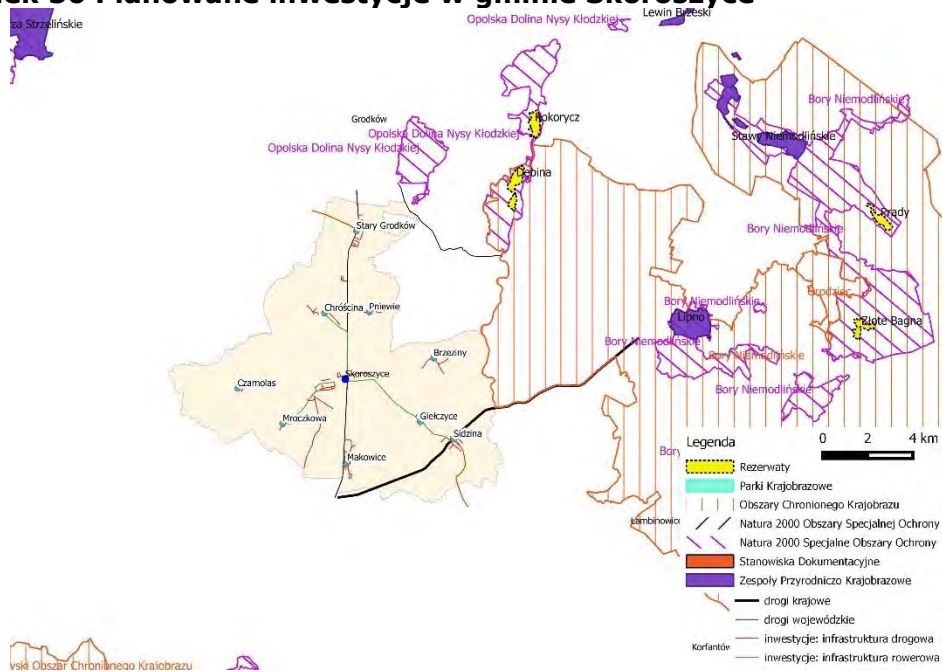 ek 30 Planowane inwestycje w gminie Skoroszyce
Strzelińskie
Opolska Dolina Nysy Kłodzkiej
Lewin Brzeski
Grodków
Kokorycz
Bory Niemodlińskie
Opolska Dolina Nysy Kłodzkiej
Stawy Niemodlińskie
Opolska Dolina Nysy Kłodzkiej
Dębina
Prądy
Stary Grodków
Bory Niemodlińskie
Chróścina
Pniewie
Bory Niemodlińskie
Lipno
Złote Bagna
Bory Niemodlińskie
Bory Niemodlińskie
Brzeziny
Skoroszyce
Czarnolas
Bory Niemodlińskie
Mroczkowa
Giełczyce
Sidzina
Makowice
Bory
Łambinowice
Legenda
0 2 4 km
Rezerwaty
Parki Krajobrazowe
Obszary Chronionego Krajobrazu
Natura 2000 Obszary Specjalnej Ochrony
Natura 2000 Specjalne Obszary Ochrony
Stanowiska Dokumentacyjne
Zespoły Przyrodniczo Krajobrazowe
drogi krajowe
drogi wojewódzkie
inwestycje: infrastruktura drogowa
Korfantów
inwestycje: infrastruktura rowerowa
Obszar Chronionego Krajobrazu